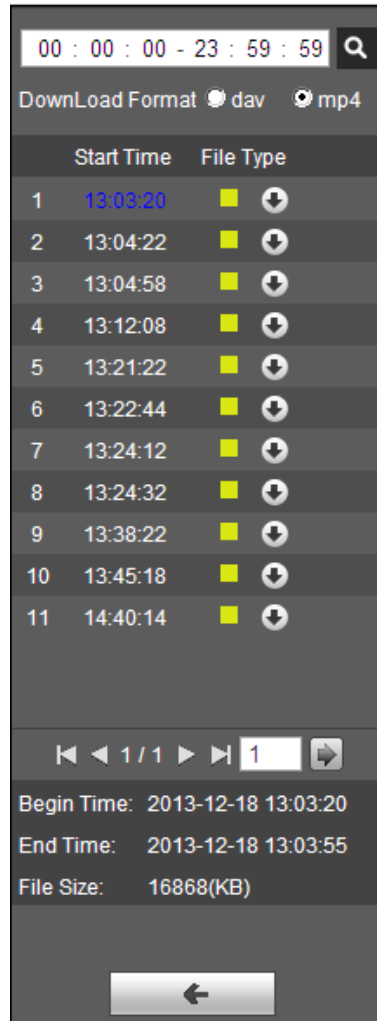 00 : 00 : 00 - 23 : 59 : 59
DownLoad Format dav mp4
Start Time File Type
1 13:03:20
2 13:04:22
3 13:04:58
4 13:12:08
5 13:21:22
6 13:22:44
7 13:24:12
8 13:24:32
9 13:38:22
10 13:45:18
11 14:40:14
1 / 1 1
Begin Time: 2013-12-18 13:03:20
End Time: 2013-12-18 13:03:55
File Size: 16868(KB)